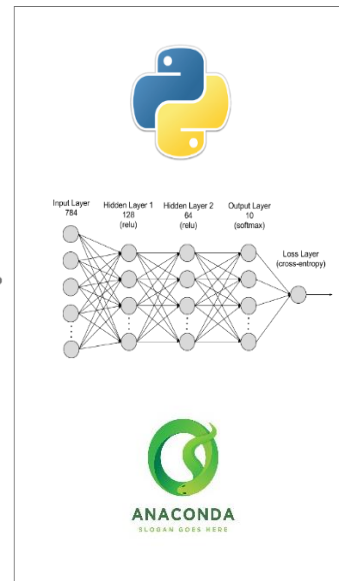 Input Layer
784
Hidden Layer 1
128
(relu)
Hidden Layer 2
64
(relu)
Output Layer
10
(softmax)
Loss Layer
(cross-entropy)
ANACONDA
SLOGAN GOES HERE